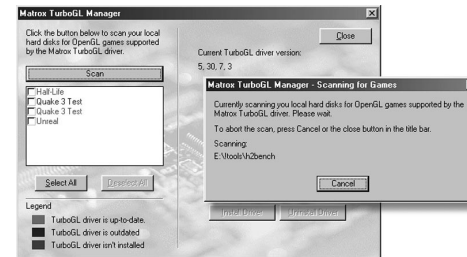 Matrox TurboGL Manager
Click the button below to scan your local
hard disks for OpenGL games supported
by the Matrox TurboGL driver.
Scan
Half-Life
Quake 3 Test
Quake 3 Test
Unreal
Select All
Deselect All
Legend
TurboGL driver is up-to-date.
TurboGL driver is outdated
TurboGL driver isn't installed
Close
Current TurboGL driver version:
5, 30, 7, 3
Matrox TurboGL Manager - Scanning for Games
Currently scanning you local hard disks for OpenGL games supported by the
Matrox TurboGL driver. Please wait.
To abort the scan, press Cancel or the close button in the title bar.
Scanning:
E:\!tools\h2bench
Cancel
Install Driver
Uninstall Driver